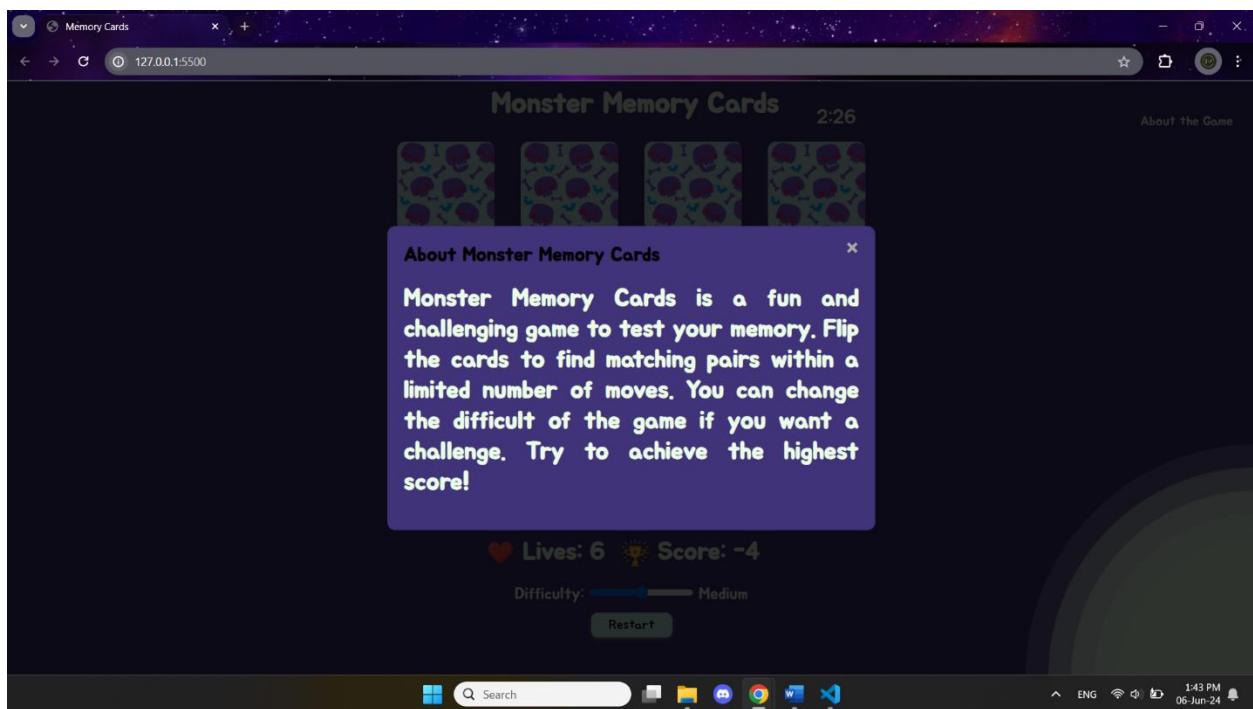 Memory Cards
127.0.0.1:5500
Monster Memory Cards
2:26
About the Game
About Monster Memory Cards
×
Monster Memory Cards is a fun and
challenging game to test your memory. Flip
the cards to find matching pairs within a
limited number of moves. You can change
the difficult of the game if you want a
challenge. Try to achieve the highest
score!
Lives: 6 Score: -4
Difficulty: Medium
Restart
Search
ENG
1:43 PM
06-Jun-24